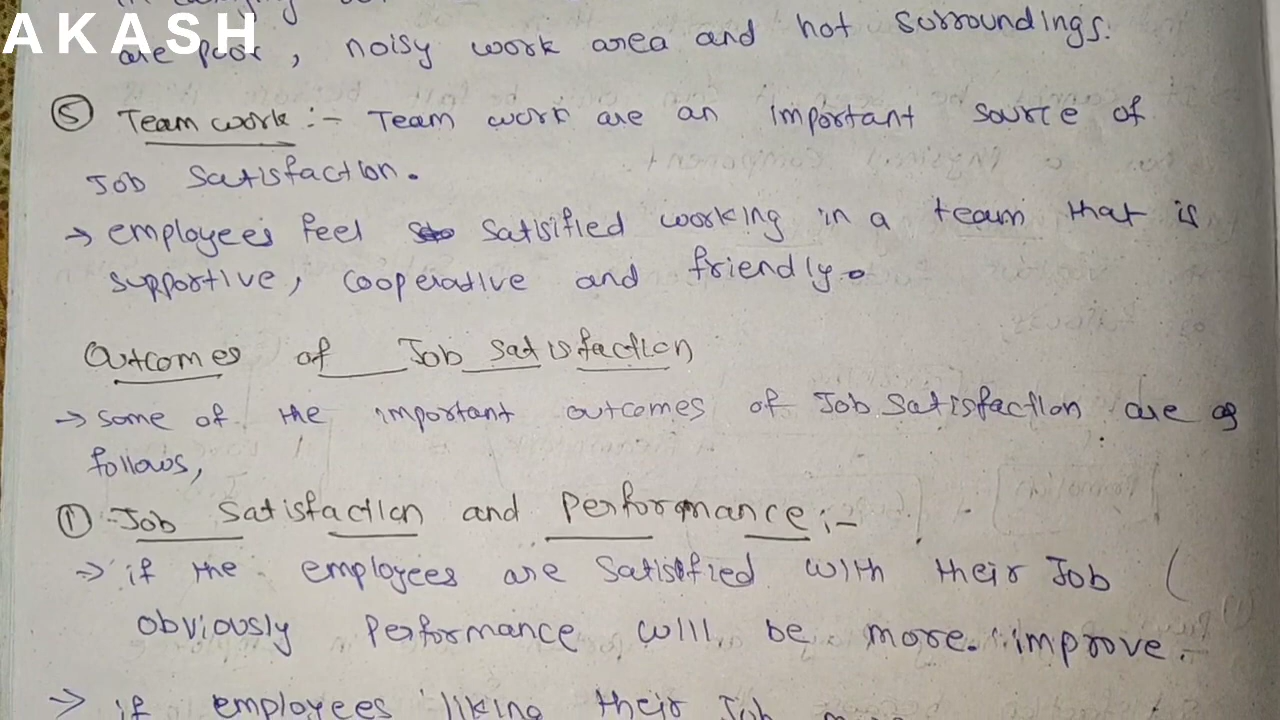 AKASH
are poor, noisy work area and hot surroundings.
⑤ Team work :- Team work are an important source of
Job satisfaction.
→ employees feel satisified working in a team that is
supportive, cooperative and friendly.
Outcomes of Job satisfaction
→ some of the important outcomes of Job satisfaction are as
follows,
① Job satisfaction and performance :-
→ if the employees are satisified with their Job (
obviously performance will be more improve.
→ if employees liking their Job